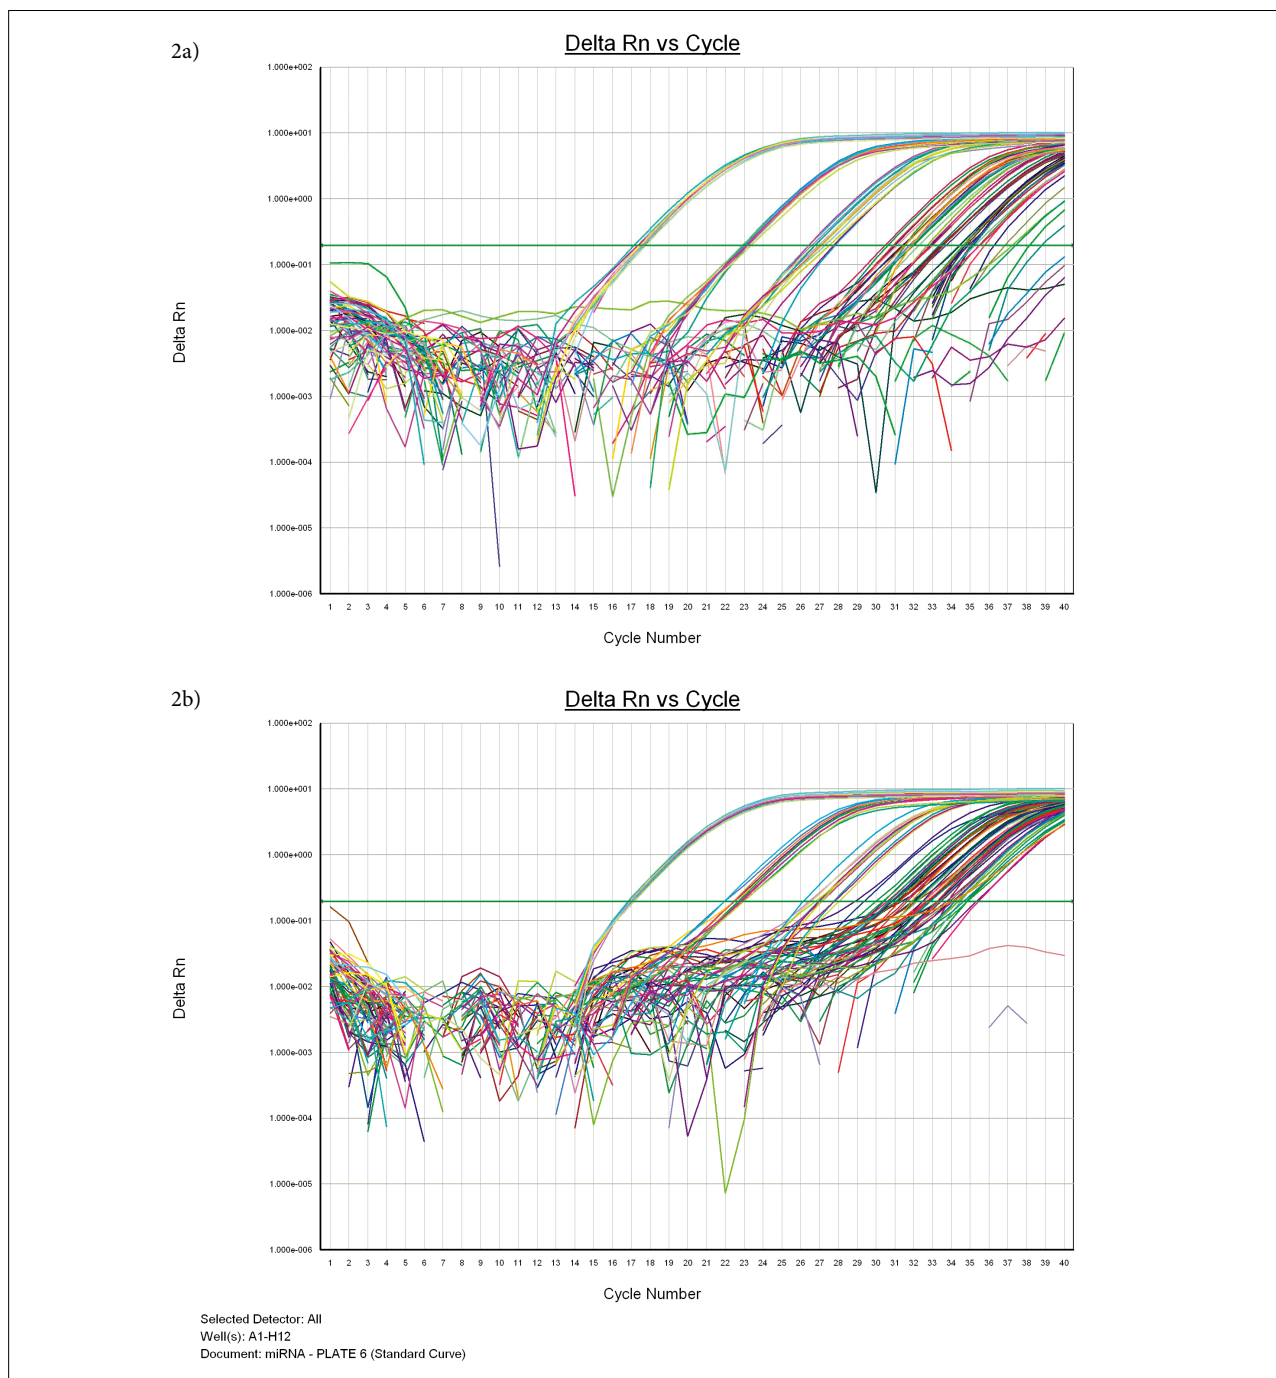 2a)
Delta Rn vs Cycle
1.000e+002
1.000e+001
1.000e+000
1.000e-001
1.000e-002
1.000e-003
1.000e-004
1.000e-005
1.000e-006
Delta Rn
1 2 3 4 5 6 7 8 9 10 11 12 13 14 15 16 17 18 19 20 21 22 23 24 25 26 27 28 29 30 31 32 33 34 35 36 37 38 39 40
Cycle Number
2b)
Delta Rn vs Cycle
1.000e+002
1.000e+001
1.000e+000
1.000e-001
1.000e-002
1.000e-003
1.000e-004
1.000e-005
1.000e-006
Delta Rn
1 2 3 4 5 6 7 8 9 10 11 12 13 14 15 16 17 18 19 20 21 22 23 24 25 26 27 28 29 30 31 32 33 34 35 36 37 38 39 40
Cycle Number
Selected Detector: All
Well(s): A1-H12
Document: miRNA - PLATE 6 (Standard Curve)